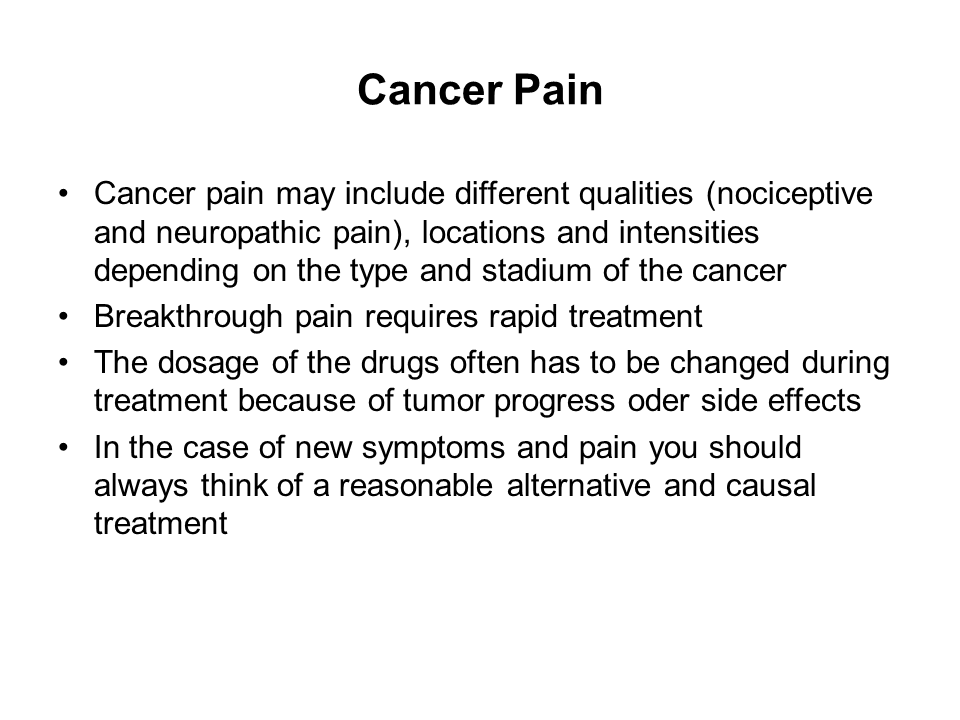 Cancer Pain
• Cancer pain may include different qualities (nociceptive
and neuropathic pain), locations and intensities
depending on the type and stadium of the cancer
• Breakthrough pain requires rapid treatment
• The dosage of the drugs often has to be changed during
treatment because of tumor progress oder side effects
• In the case of new symptoms and pain you should
always think of a reasonable alternative and causal
treatment